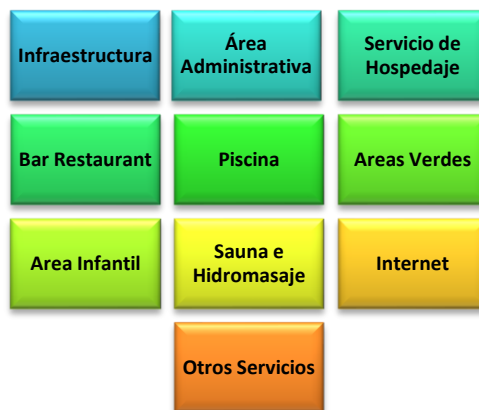 Infraestructura
Área
Administrativa
Servicio de
Hospedaje
Bar Restaurant
Piscina
Areas Verdes
Area Infantil
Sauna e
Hidromasaje
Internet
Otros Servicios